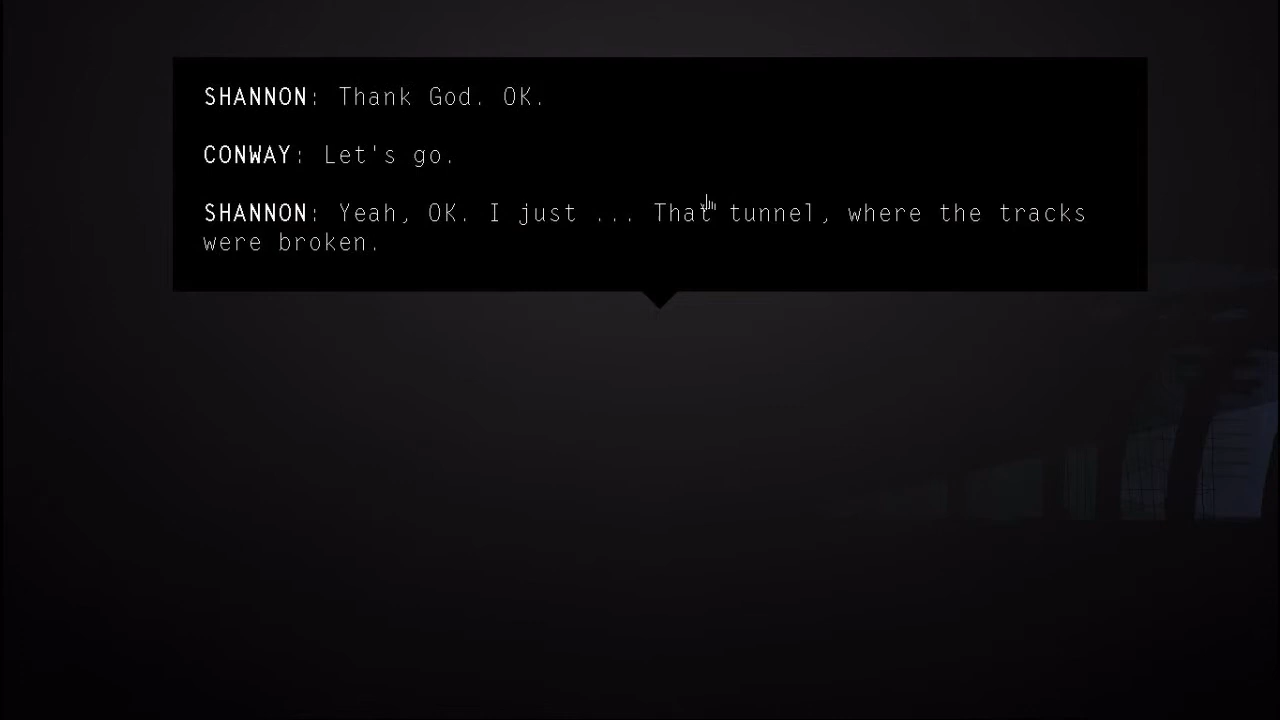 SHANNON: Thank God. OK.
CONWAY: Let's go.
SHANNON: Yeah, OK. I just ... That tunnel, where the tracks
were broken.